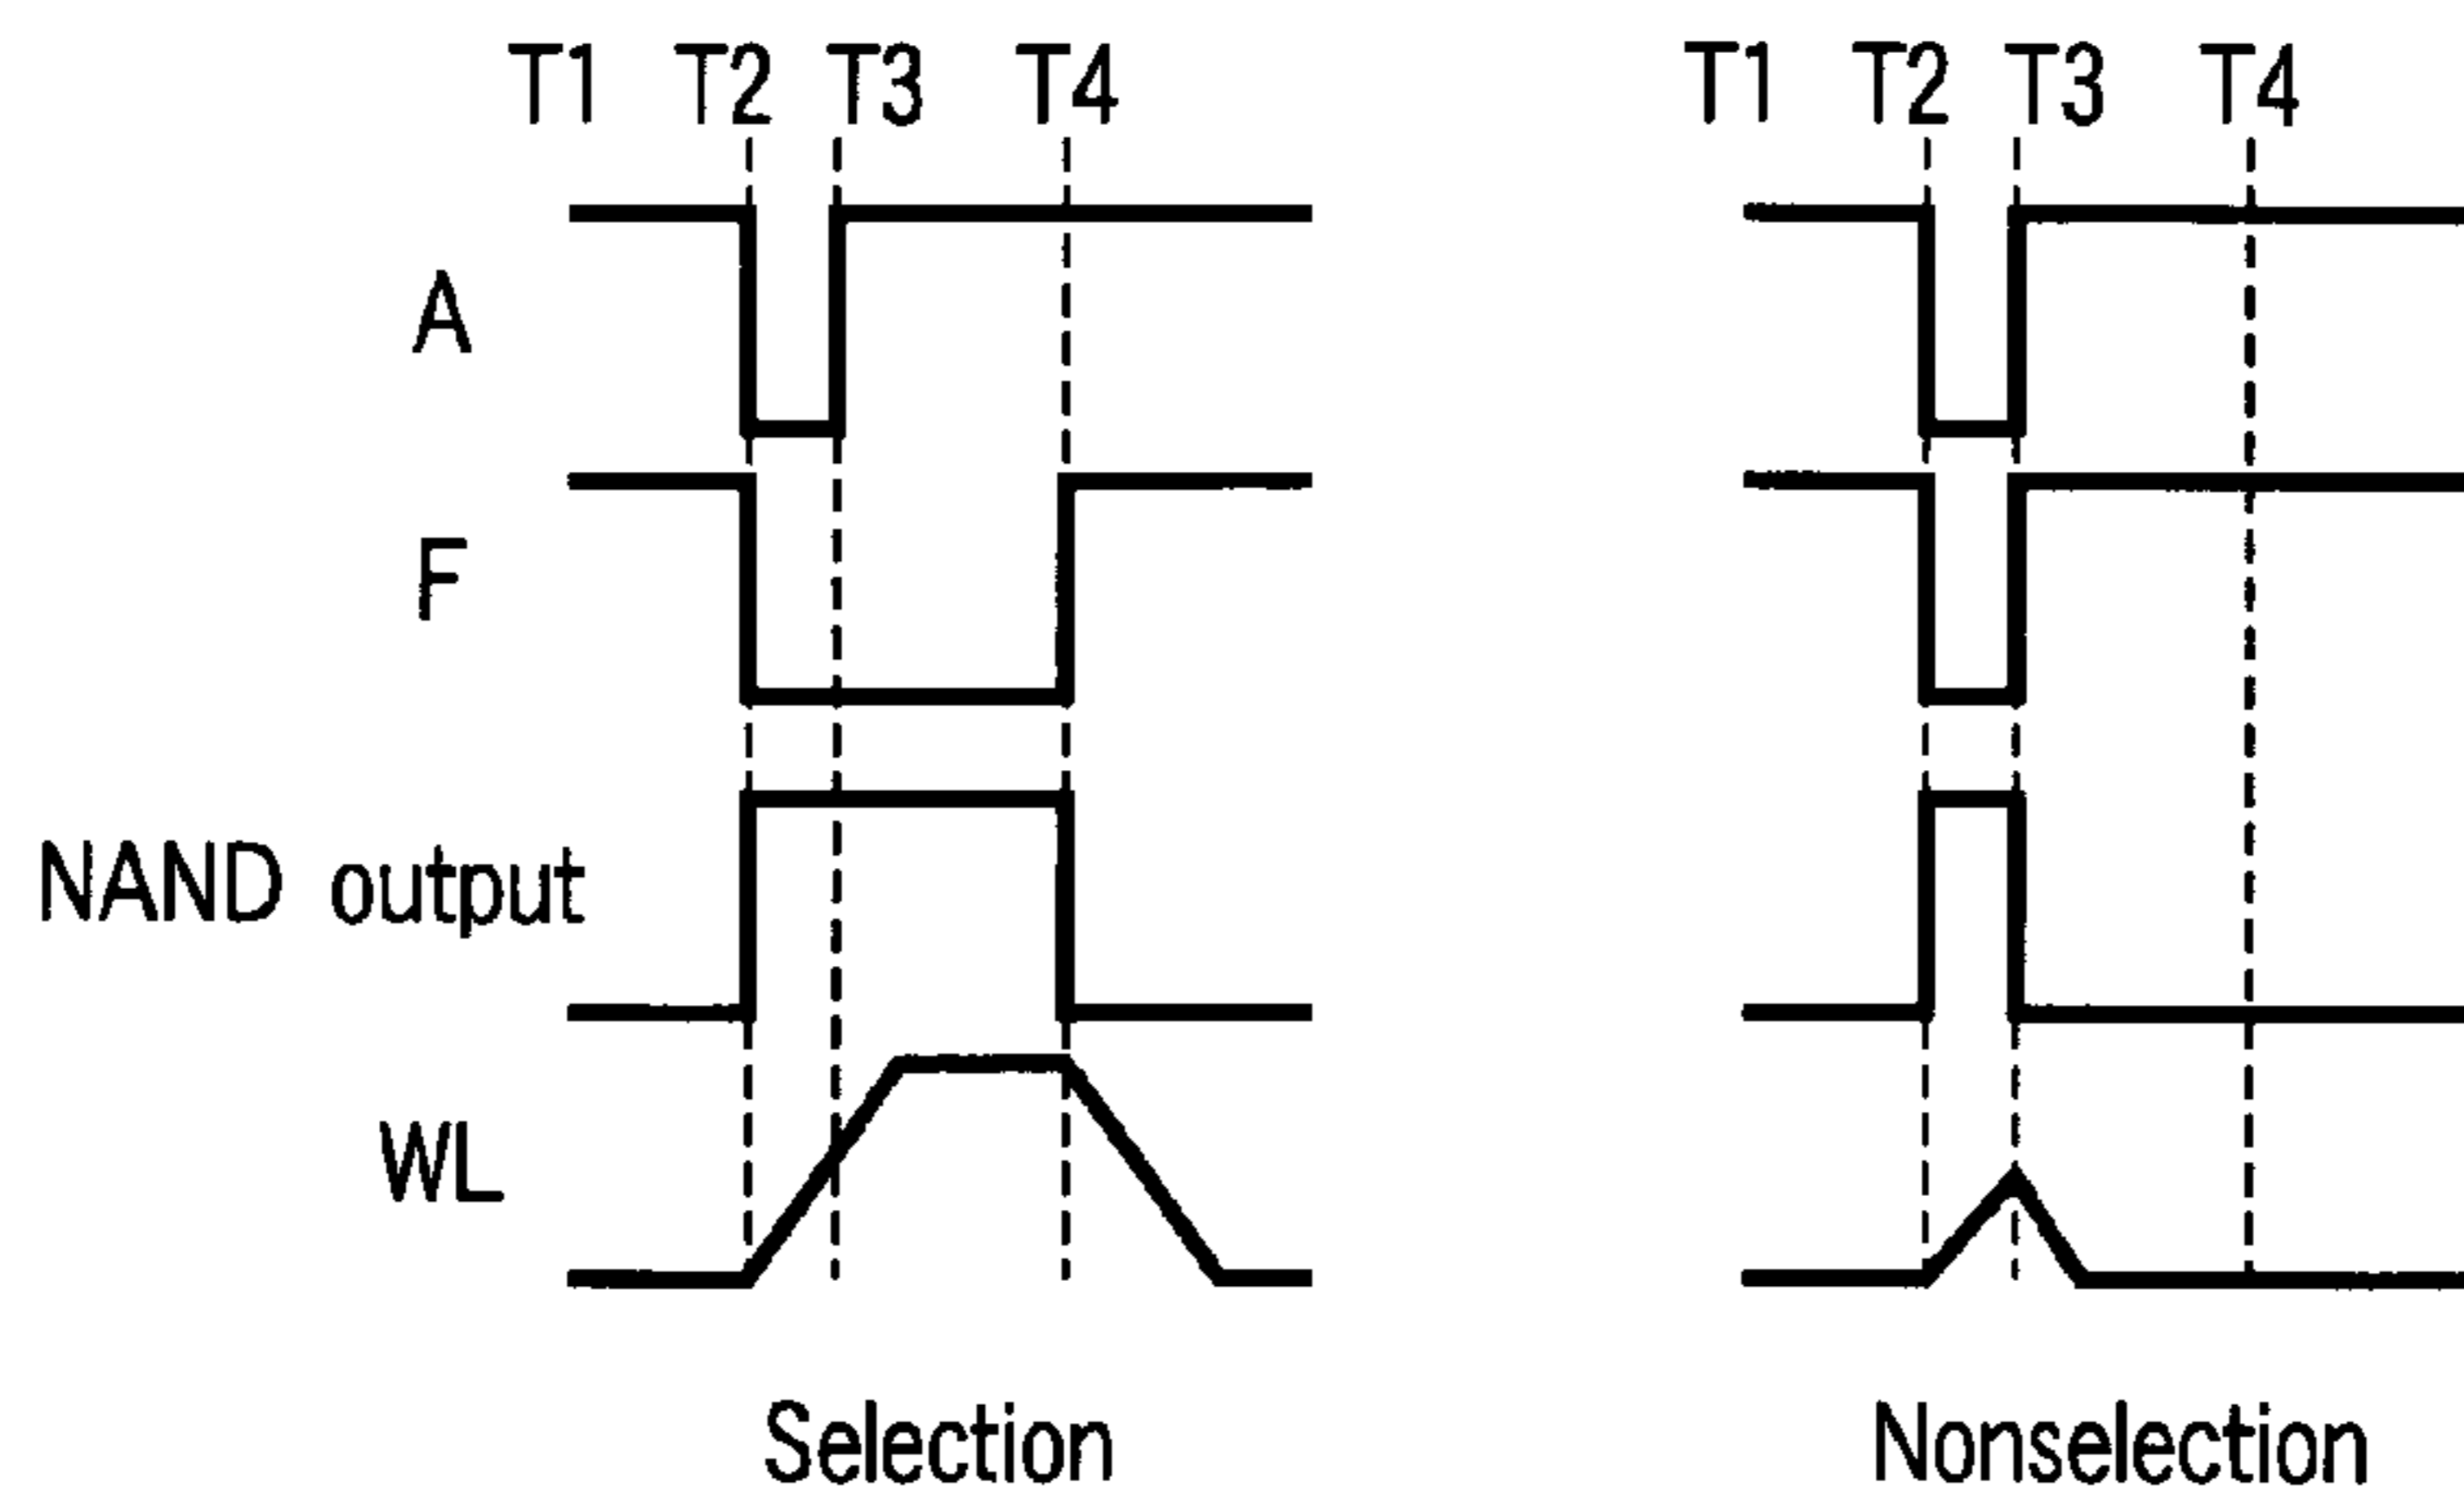 T1 T2 T3 T4 T1 T2 T3 T4
A
F
NAND output
WL
Selection Nonselection